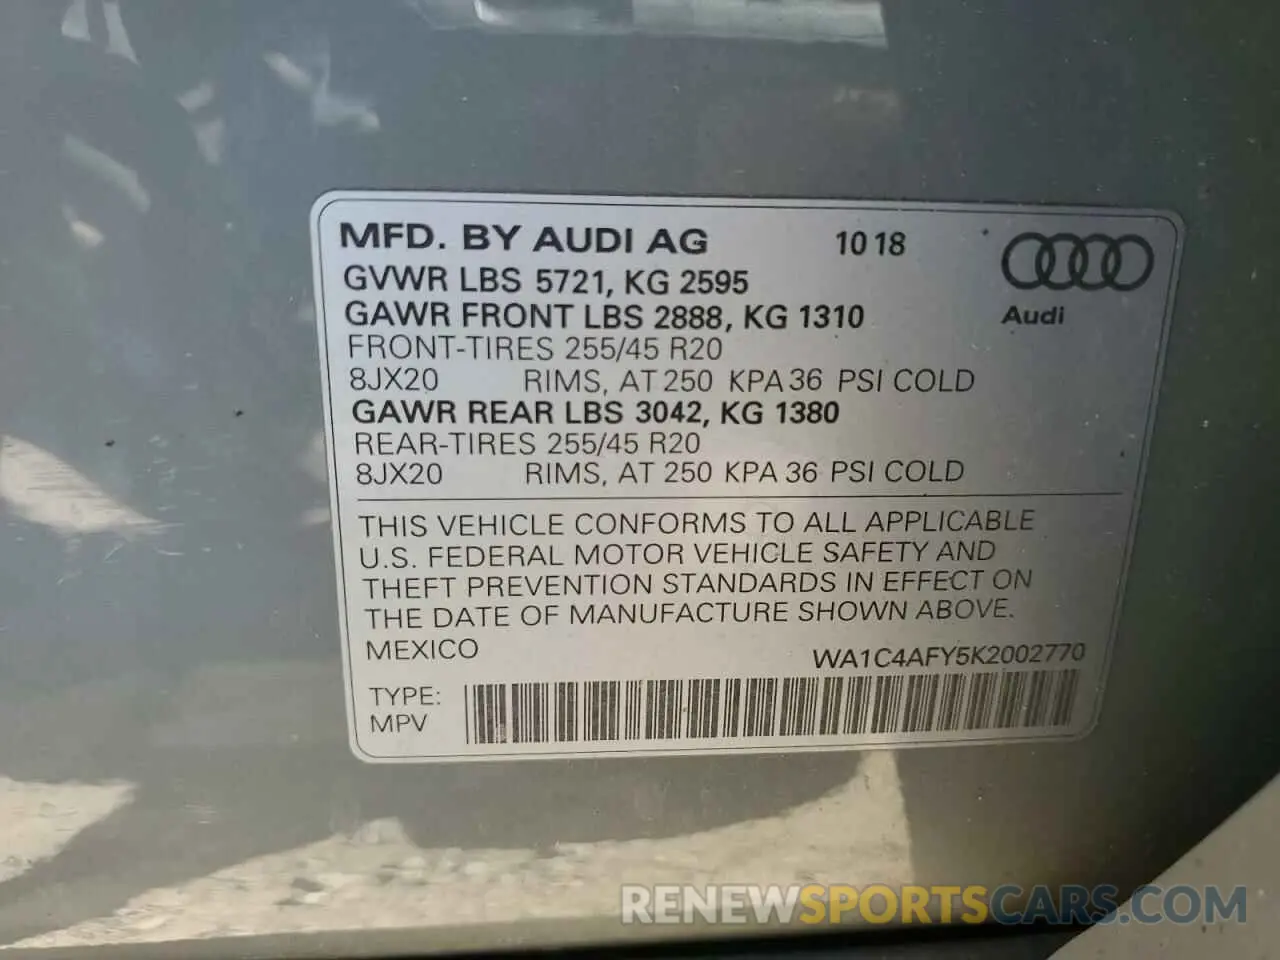 MFD. BY AUDI AG 10 18
GVWR LBS 5721, KG 2595
GAWR FRONT LBS 2888, KG 1310
Audi
FRONT-TIRES 255/45 R20
8JX20 RIMS, AT 250 KPA 36 PSI COLD
GAWR REAR LBS 3042, KG 1380
REAR-TIRES 255/45 R20
8JX20 RIMS, AT 250 KPA 36 PSI COLD
THIS VEHICLE CONFORMS TO ALL APPLICABLE
U.S. FEDERAL MOTOR VEHICLE SAFETY AND
THEFT PREVENTION STANDARDS IN EFFECT ON
THE DATE OF MANUFACTURE SHOWN ABOVE.
MEXICO WA1C4AFY5K2002770
TYPE:
MPV
RENEWSPORTSCARS.COM